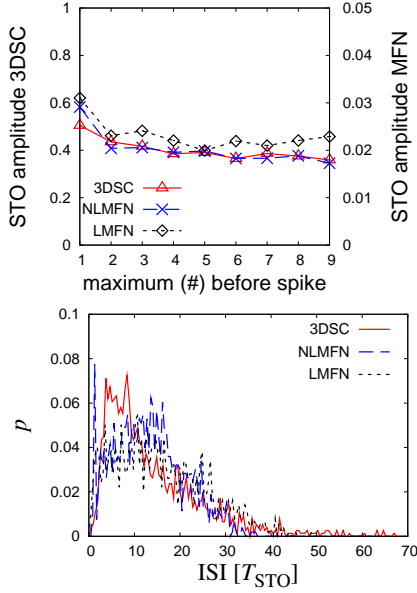 STO amplitude 3DSC
STO amplitude MFN
1
0.8
0.6
0.4
0.2
0
0.05
0.04
0.03
0.02
0.01
0.00
3DSC
NLMFN
LMFN
1 2 3 4 5 6 7 8 9
maximum (#) before spike
0.1
0.08
0.06
0.04
0.02
0
p
3DSC
NLMFN
LMFN
0 10 20 30 40 50 60 70
ISI [T_STO]